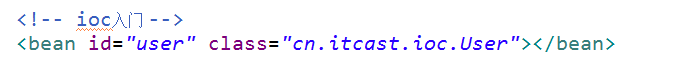 <!-- ioc入门 -->
<bean id="user" class="cn.itcast.ioc.User"></bean>